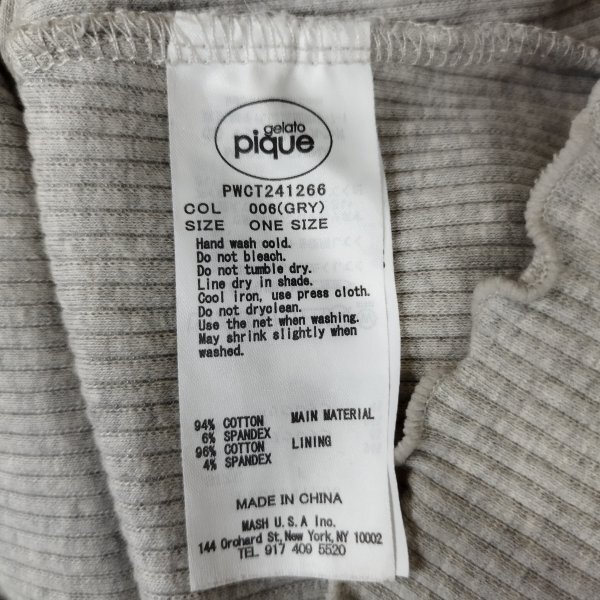 gelato
pique
PWCT241266
COL 006(GRY)
SIZE ONE SIZE
Hand wash cold.
Do not bleach.
Do not tumble dry.
Line dry in shade.
Cool iron, use press cloth.
Do not dryclean.
Use the net when washing.
May shrink slightly when
washed.
94% COTTON MAIN MATERIAL
6% SPANDEX
96% COTTON LINING
4% SPANDEX
MADE IN CHINA
MASH U.S.A Inc.
144 Orchard St,New York,NY 10002
TEL 917 409 5520